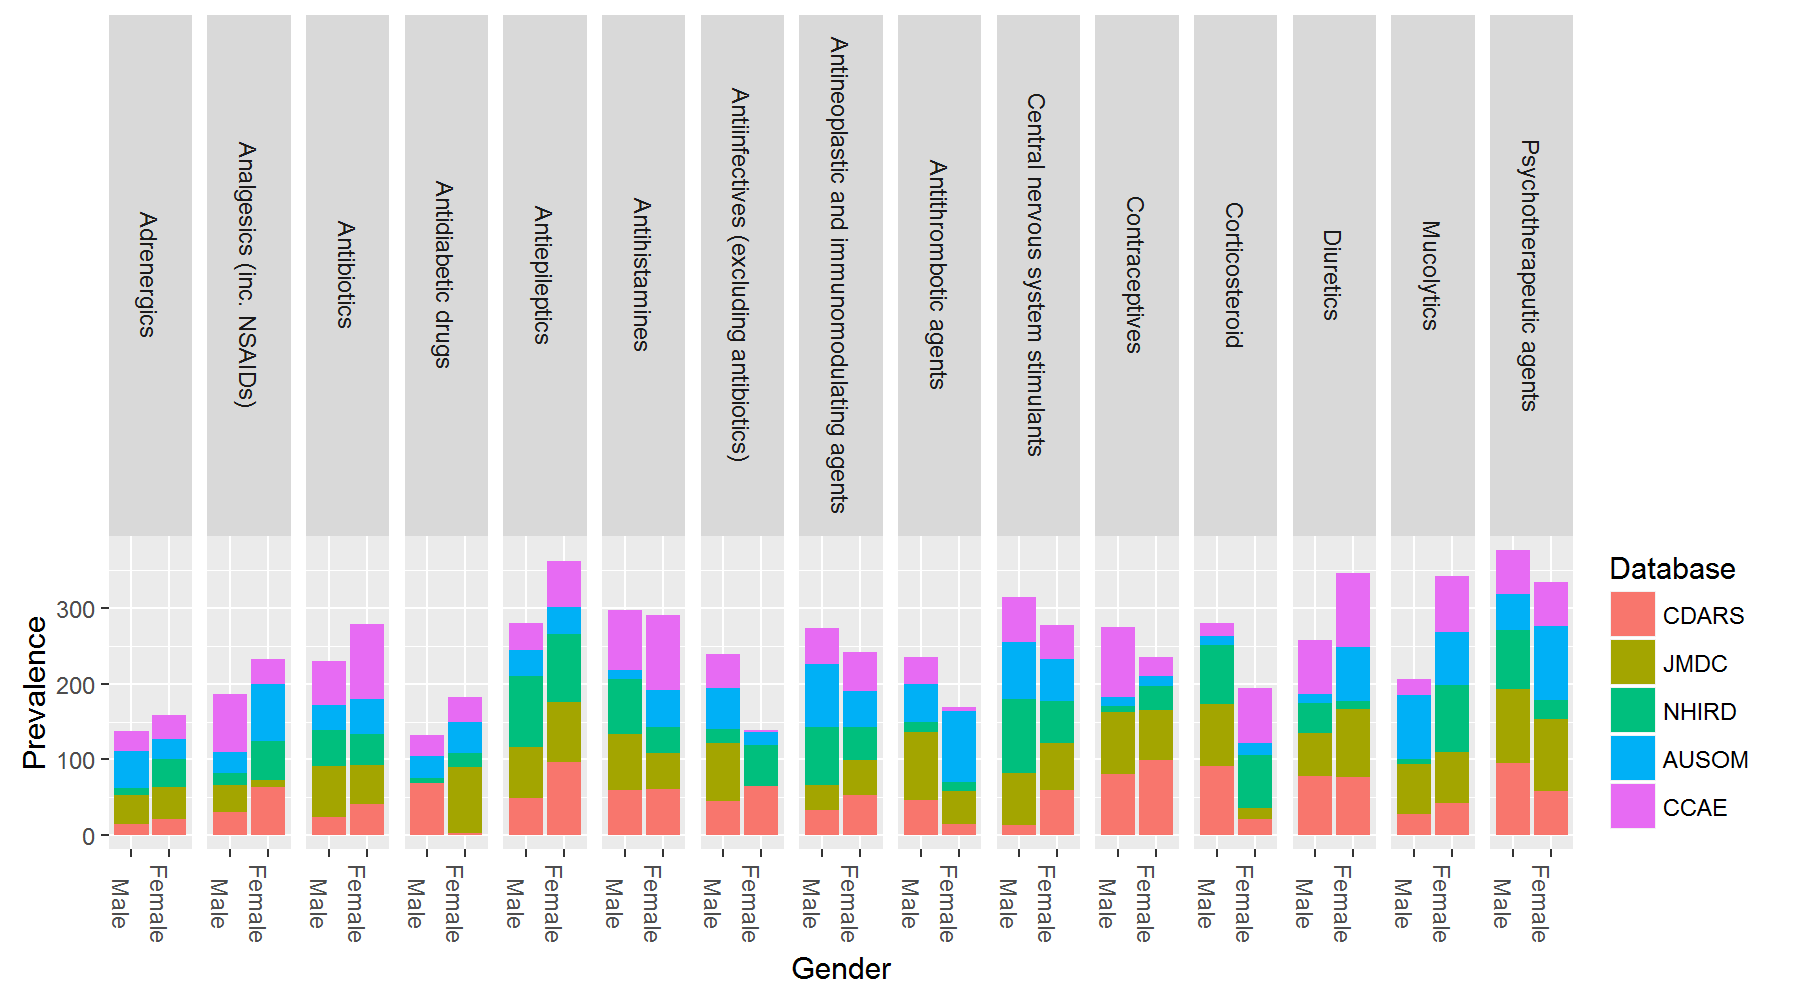 Adrenergics
Analgesics (inc. NSAIDs)
Antibiotics
Antidiabetic drugs
Antiepileptics
Antihistamines
Antiinfectives (excluding antibiotics)
Antineoplastic and immunomodulating agents
Antithrombotic agents
Central nervous system stimulants
Contraceptives
Corticosteroid
Diuretics
Mucolytics
Psychotherapeutic agents
Prevalence
300
200
100
0
Male
Female
Male
Female
Male
Female
Male
Female
Male
Female
Male
Female
Male
Female
Male
Female
Male
Female
Male
Female
Male
Female
Male
Female
Male
Female
Male
Female
Male
Female
Gender
Database
CDARS
JMDC
NHIRD
AUSOM
CCAE